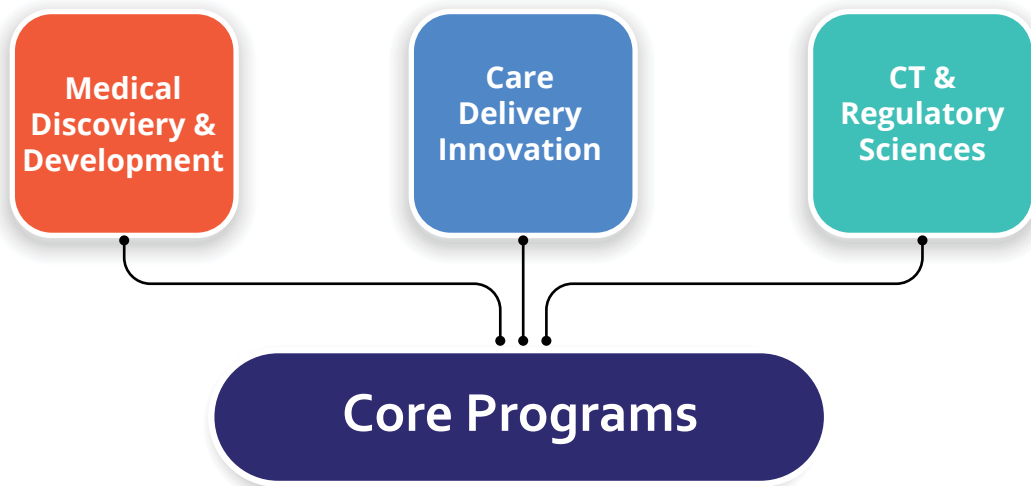 Medical
Discoviery &
Development
Care
Delivery
Innovation
CT &
Regulatory
Sciences
Core Programs